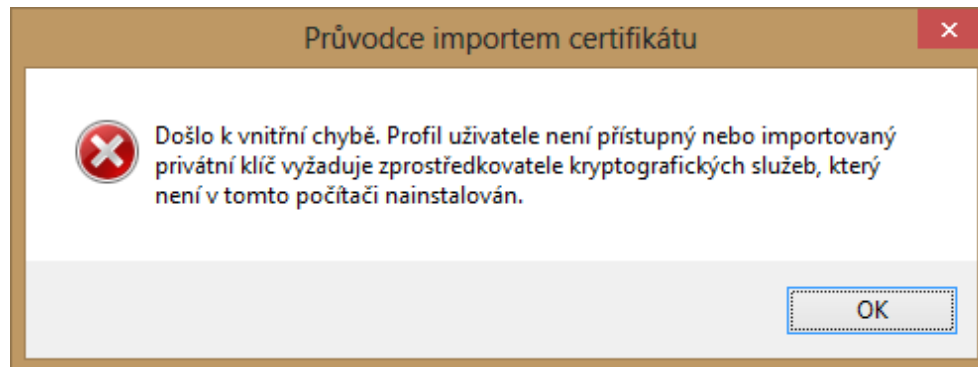 Průvodce importem certifikátu
Došlo k vnitřní chybě. Profil uživatele není přístupný nebo importovaný
privátní klíč vyžaduje zprostředkovatele kryptografických služeb, který
není v tomto počítači nainstalován.
OK